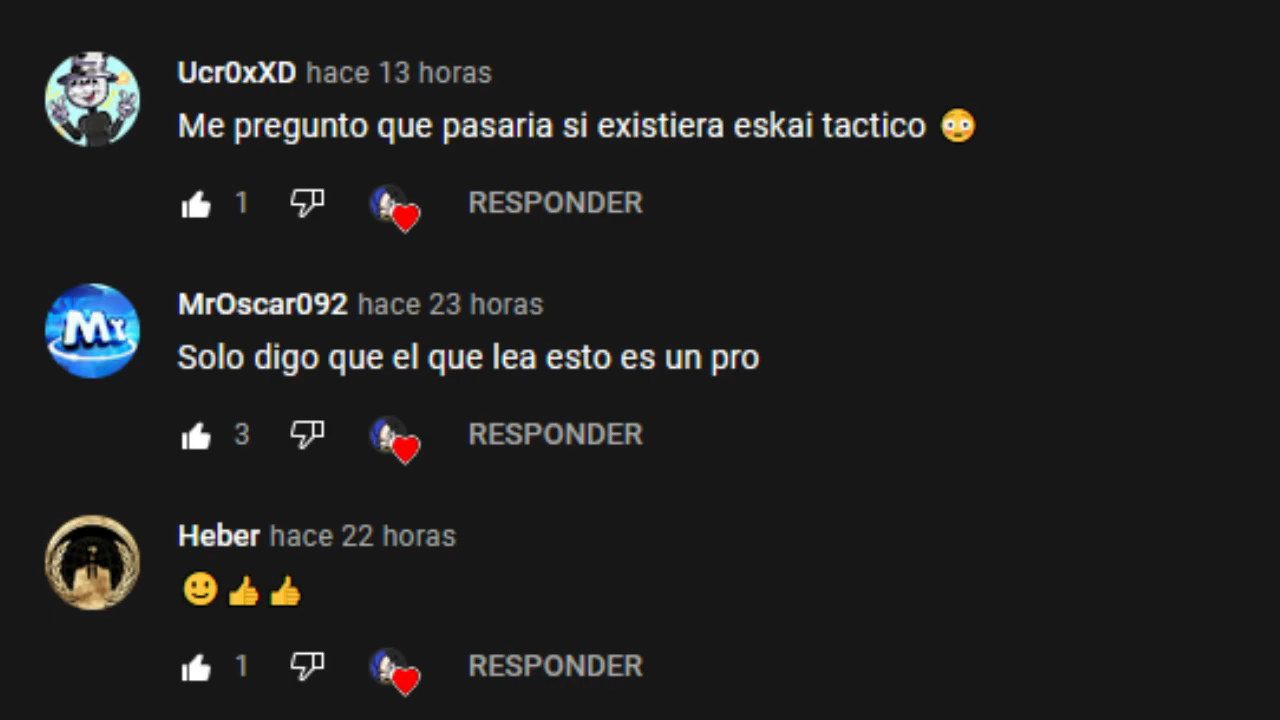 Ucr0xXD hace 13 horas
Me pregunto que pasaria si existiera eskai tactico 😳
1 RESPONDER
MrOscar092 hace 23 horas
Solo digo que el que lea esto es un pro
3 RESPONDER
Heber hace 22 horas
🙂👍👍
1 RESPONDER